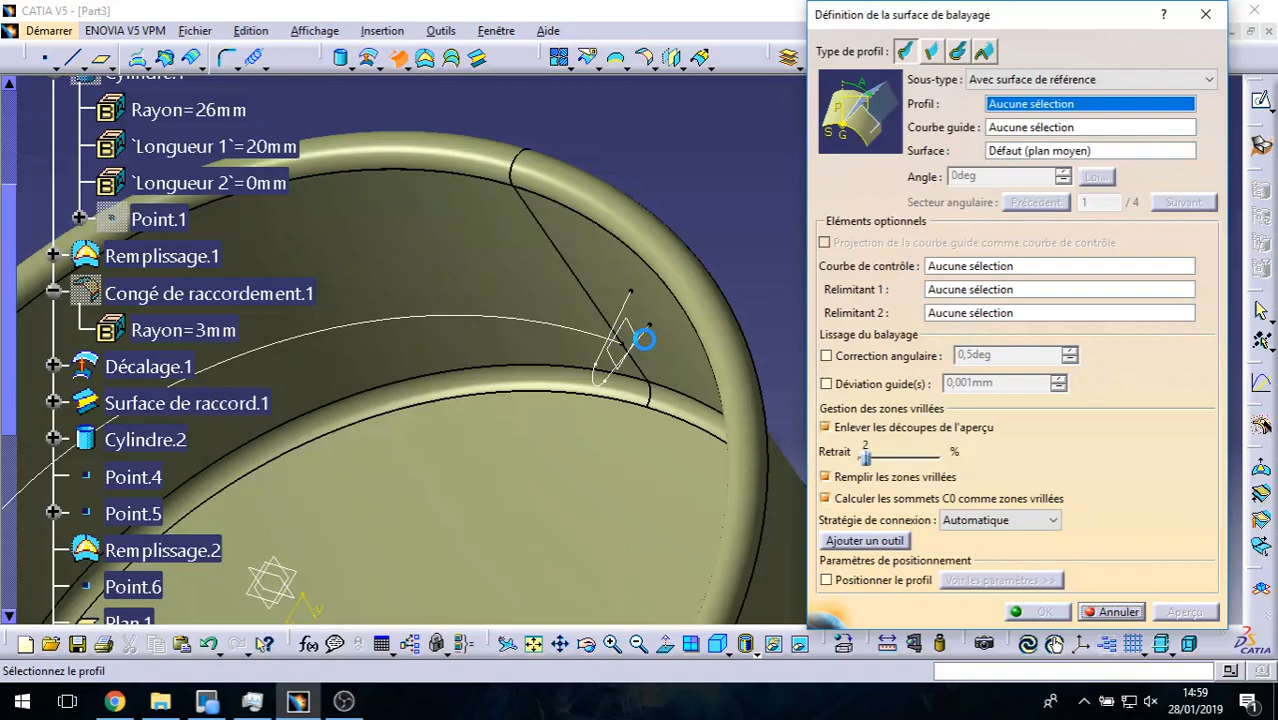 CATIA V5 - [Part3]
Démarrer ENOVIA V5 VPM Fichier Edition Affichage Insertion Outils Fenêtre Aide
Cylindre.1
Rayon=26mm
`Longueur 1`=20mm
`Longueur 2`=0mm
Point.1
Remplissage.1
Congé de raccordement.1
Rayon=3mm
Décalage.1
Surface de raccord.1
Cylindre.2
Point.4
Point.5
Remplissage.2
Point.6
Plan.1
Définition de la surface de balayage
Type de profil :
Sous-type : Avec surface de référence
Profil : Aucune sélection
Courbe guide : Aucune sélection
Surface : Défaut (plan moyen)
Angle : 0deg Loi...
Secteur angulaire : Précédent 1 / 4 Suivant
Eléments optionnels
Projection de la courbe guide comme courbe de contrôle
Courbe de contrôle : Aucune sélection
Relimitant 1 : Aucune sélection
Relimitant 2 : Aucune sélection
Lissage du balayage
Correction angulaire : 0,5deg
Déviation guide(s) : 0,001mm
Gestion des zones vrillées
Enlever les découpes de l'aperçu
2
Retrait %
Remplir les zones vrillées
Calculer les sommets C0 comme zones vrillées
Stratégie de connexion : Automatique
Ajouter un outil
Paramètres de positionnement
Positionner le profil Voir les paramètres >>
OK Annuler Aperçu
Sélectionnez le profil
CATIA
14:59
28/01/2019